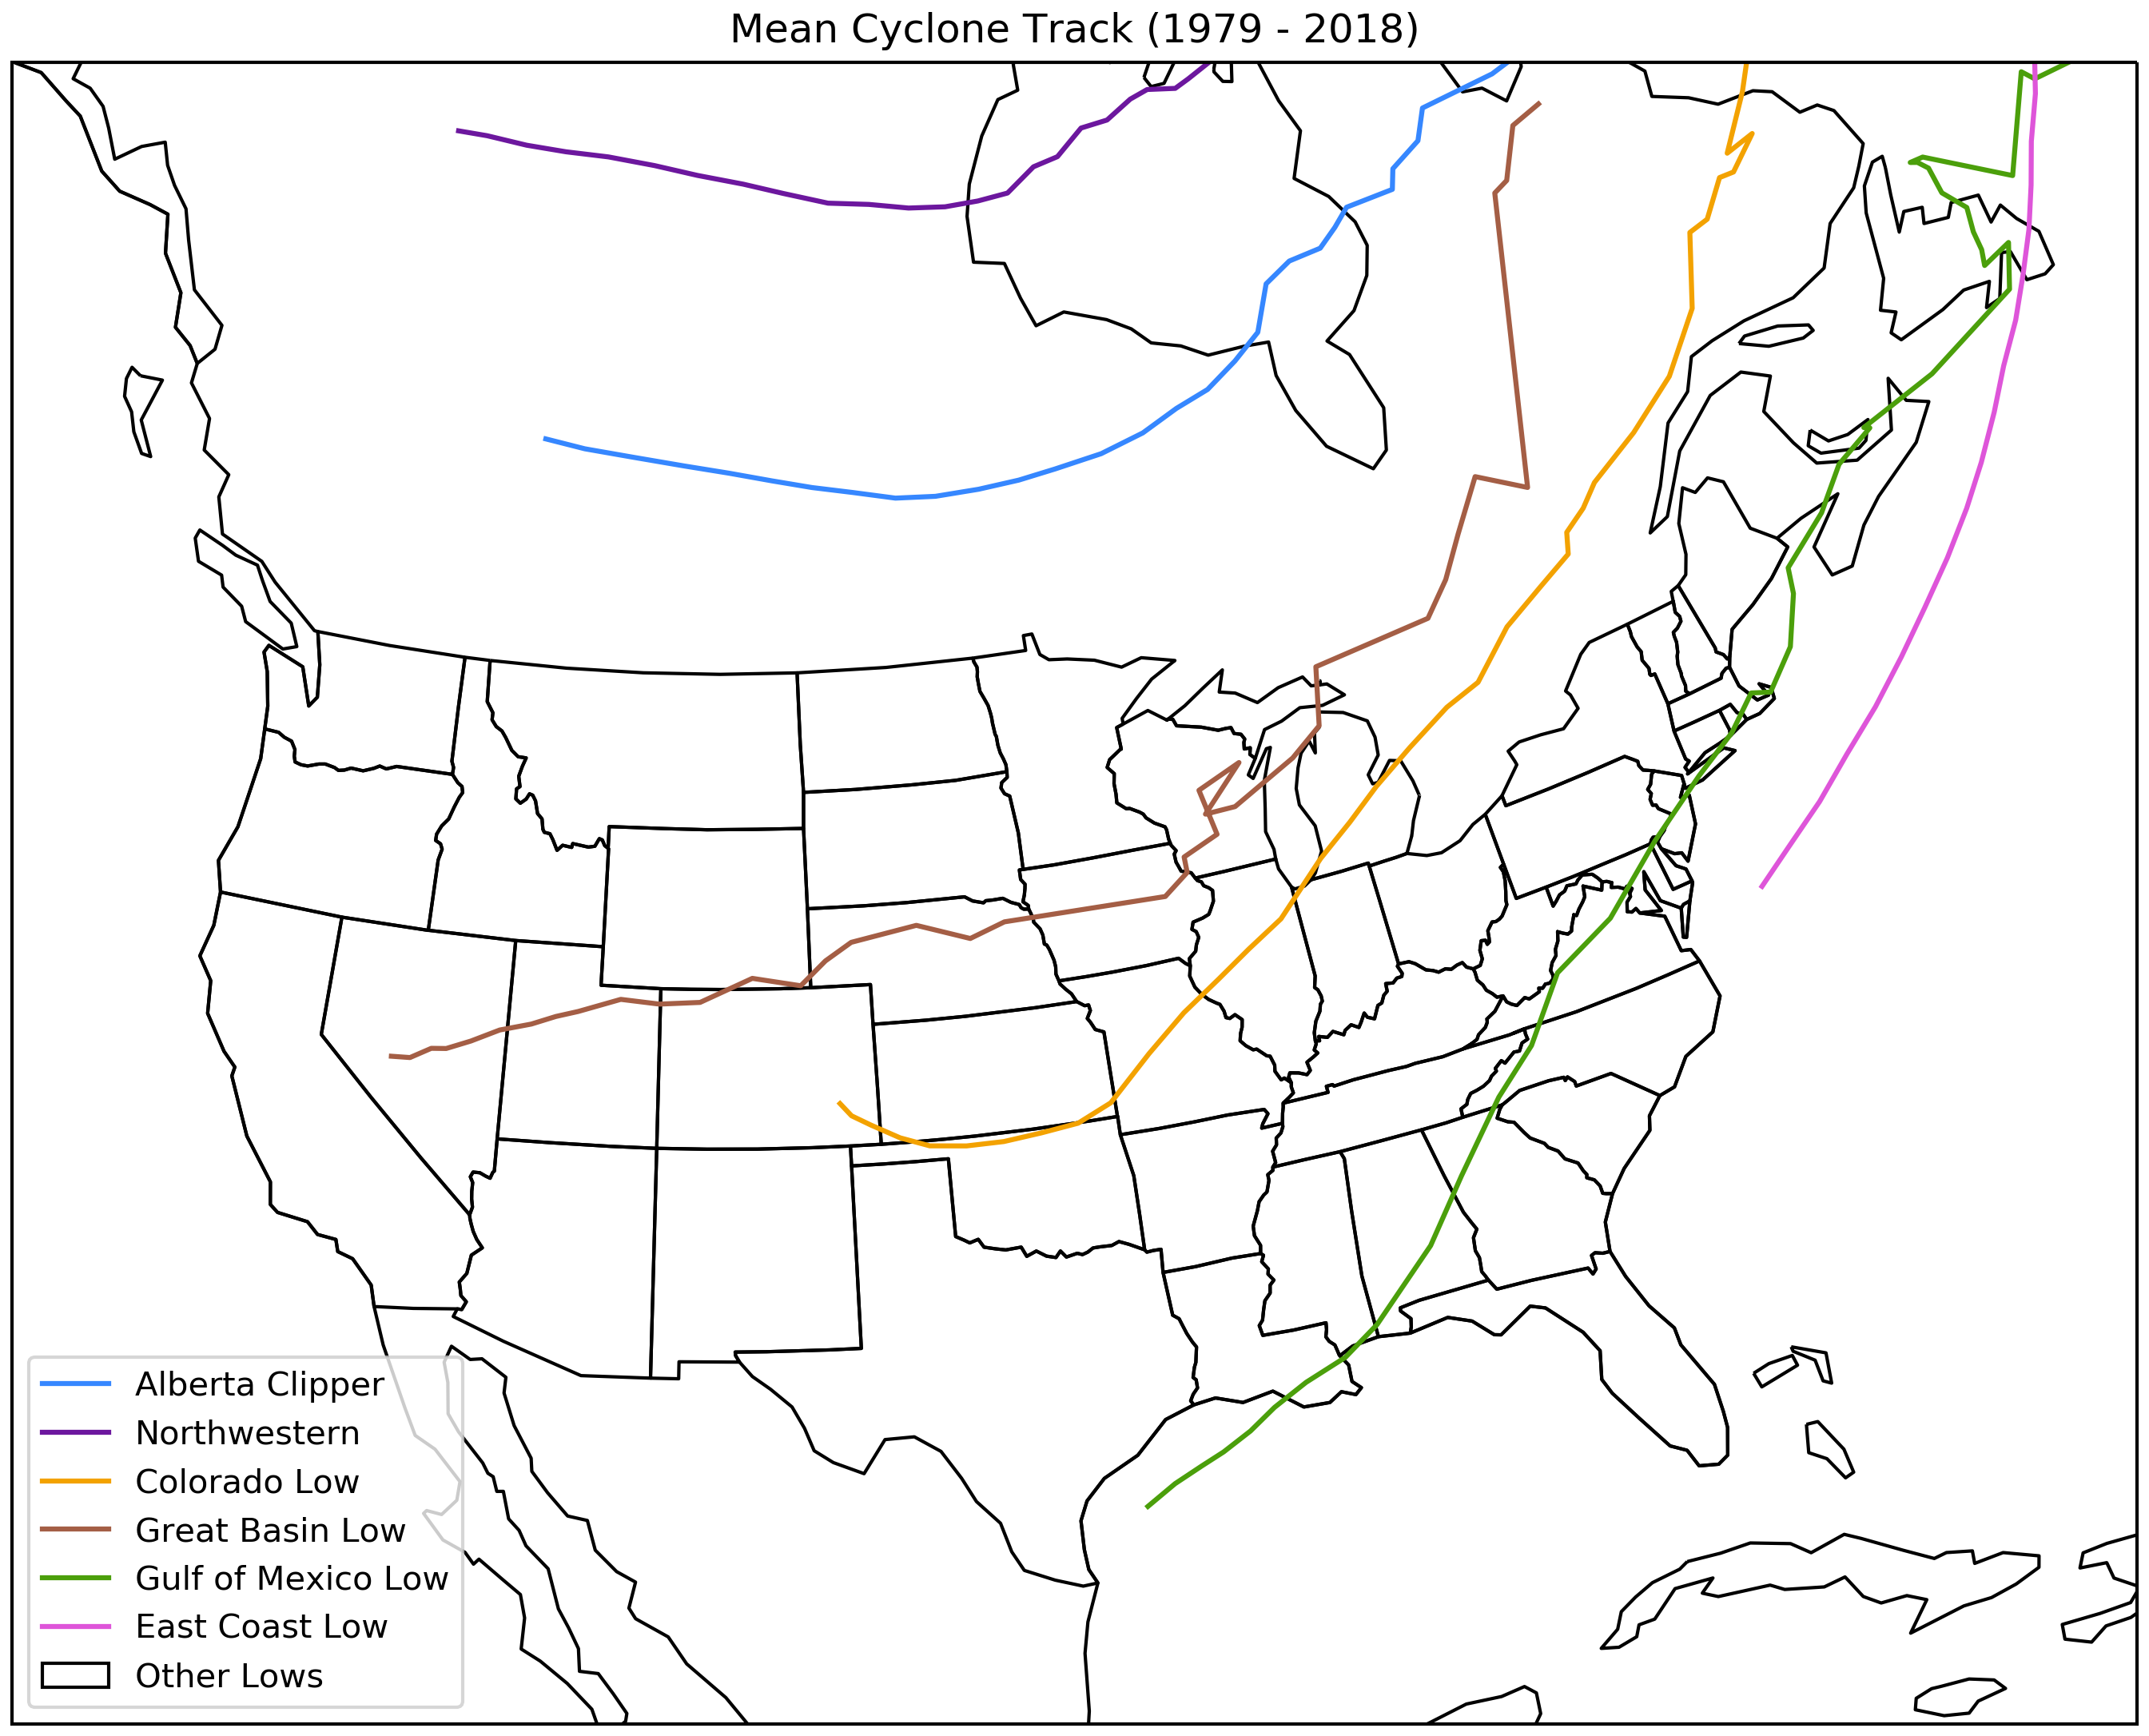 Mean Cyclone Track (1979 - 2018)
Alberta Clipper
Northwestern
Colorado Low
Great Basin Low
Gulf of Mexico Low
East Coast Low
Other Lows